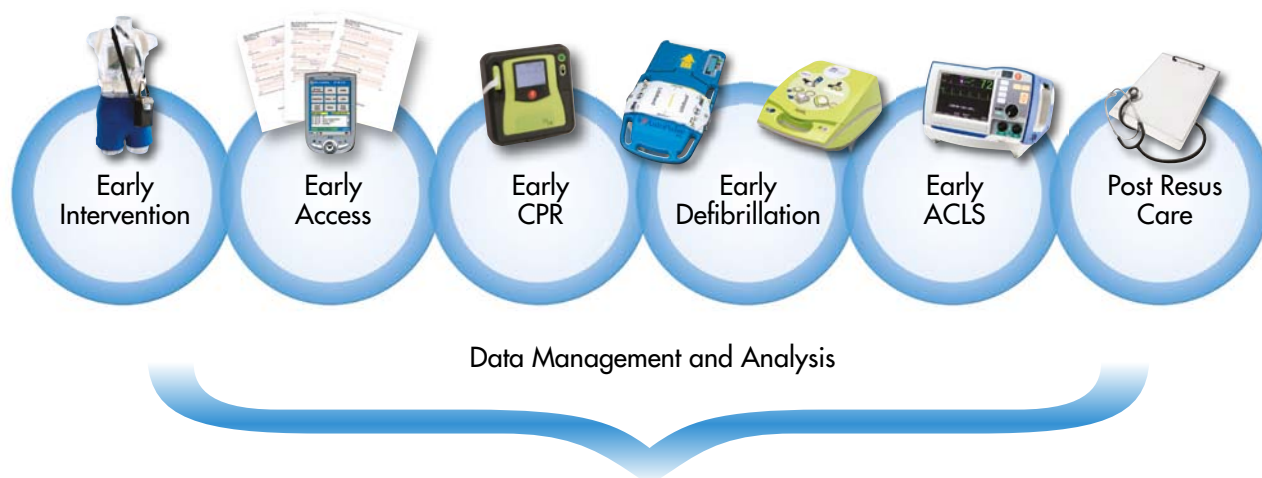 Early
Intervention
Early
Access
Early
CPR
Early
Defibrillation
Early
ACLS
Post Resus
Care
Data Management and Analysis